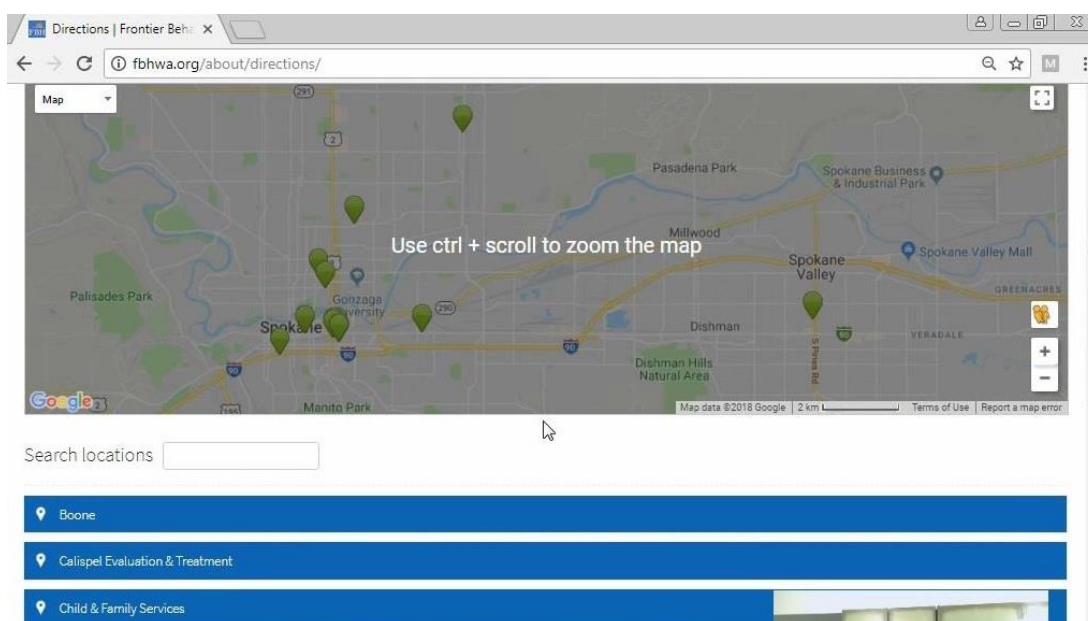 Directions | Frontier Beh
fbhwa.org/about/directions/
M
Map
291
2
Pasadena Park
Spokane Business
& Industrial Park
Millwood
Use ctrl + scroll to zoom the map
Spokane
Valley
Spokane Valley Mall
Palisades Park
Gonzaga
University
290
GREENACRES
Spokane
Dishman
90
VERADALE
90
90
Dishman Hills
Natural Area
S Pines Rd
Google
195
Manito Park
Map data ©2018 Google
2 km
Terms of Use
Report a map error
Search locations
Boone
Calispel Evaluation & Treatment
Child & Family Services